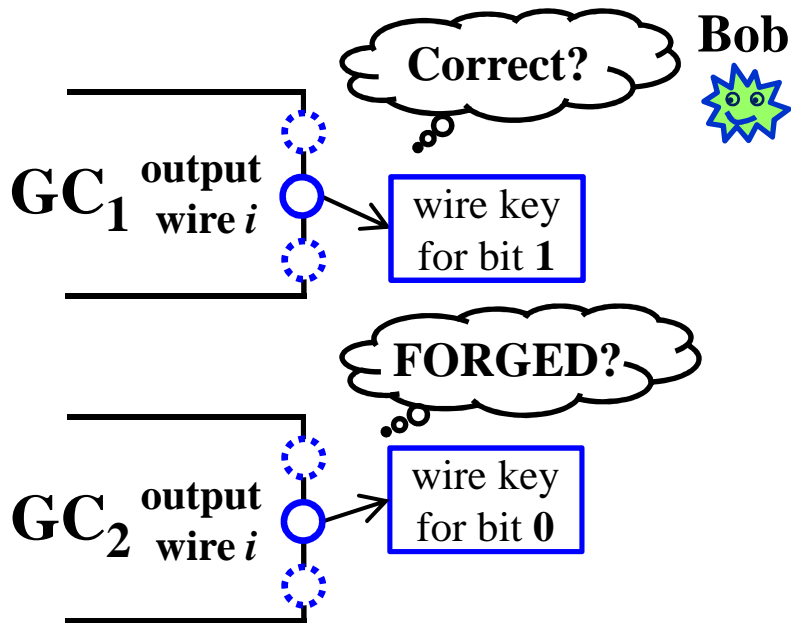 Correct?
Bob
GC1
output
wire i
wire key
for bit 1
FORGED?
GC2
output
wire i
wire key
for bit 0